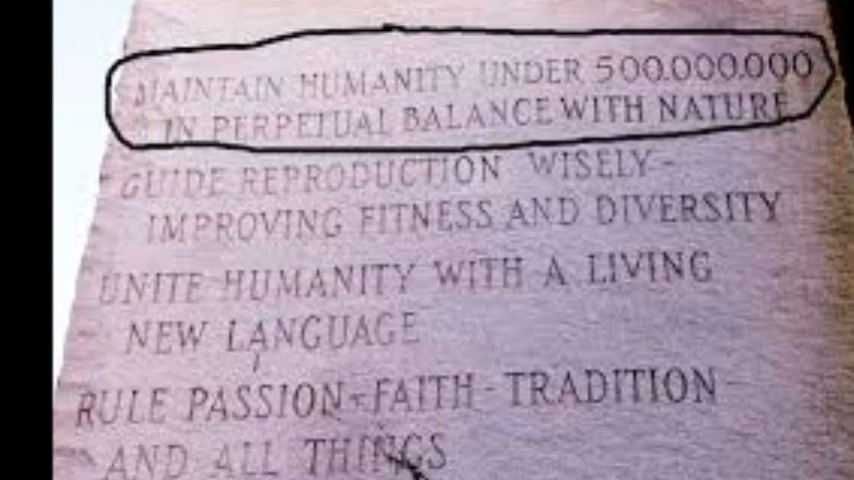 MAINTAIN HUMANITY UNDER 500.000.000
IN PERPETUAL BALANCE WITH NATURE
GUIDE REPRODUCTION WISELY-
IMPROVING FITNESS AND DIVERSITY
UNITE HUMANITY WITH A LIVING
NEW LANGUAGE
RULE PASSION-FAITH-TRADITION-
AND ALL THINGS